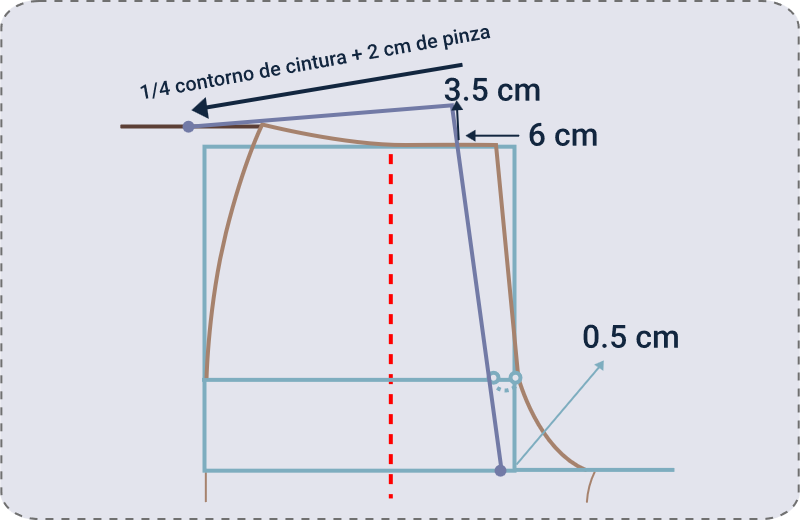 1/4 contorno de cintura + 2 cm de pinza
3.5 cm
6 cm
0.5 cm